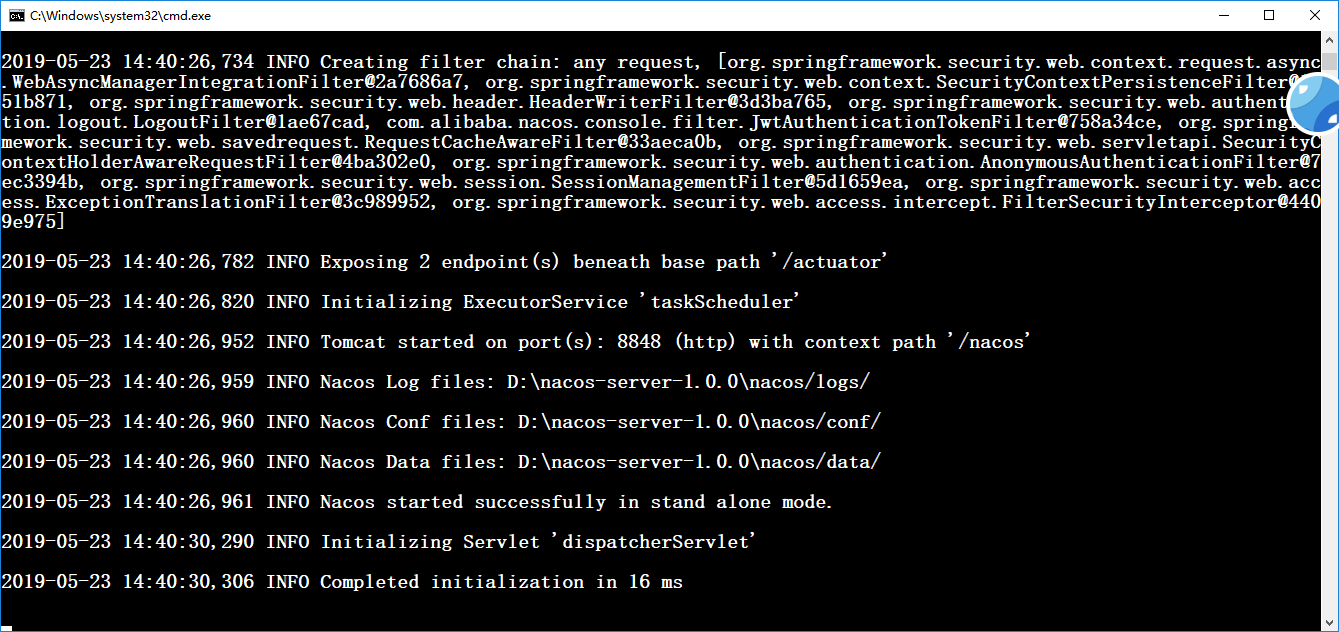 C:\Windows\system32\cmd.exe
2019-05-23 14:40:26,734 INFO Creating filter chain: any request, [org.springframework.security.web.context.request.async
.WebAsyncManagerIntegrationFilter@2a7686a7, org.springframework.security.web.context.SecurityContextPersistenceFilter@
51b871, org.springframework.security.web.header.HeaderWriterFilter@3d3ba765, org.springframework.security.web.authent
tion.logout.LogoutFilter@1ae67cad, com.alibaba.nacos.console.filter.JwtAuthenticationTokenFilter@758a34ce, org.spring
mework.security.web.savedrequest.RequestCacheAwareFilter@33aeca0b, org.springframework.security.web.servletapi.SecurityC
ontextHolderAwareRequestFilter@4ba302e0, org.springframework.security.web.authentication.AnonymousAuthenticationFilter@7
ec3394b, org.springframework.security.web.session.SessionManagementFilter@5d1659ea, org.springframework.security.web.acc
ess.ExceptionTranslationFilter@3c989952, org.springframework.security.web.access.intercept.FilterSecurityInterceptor@440
9e975]
2019-05-23 14:40:26,782 INFO Exposing 2 endpoint(s) beneath base path '/actuator'
2019-05-23 14:40:26,820 INFO Initializing ExecutorService 'taskScheduler'
2019-05-23 14:40:26,952 INFO Tomcat started on port(s): 8848 (http) with context path '/nacos'
2019-05-23 14:40:26,959 INFO Nacos Log files: D:\nacos-server-1.0.0\nacos/logs/
2019-05-23 14:40:26,960 INFO Nacos Conf files: D:\nacos-server-1.0.0\nacos/conf/
2019-05-23 14:40:26,960 INFO Nacos Data files: D:\nacos-server-1.0.0\nacos/data/
2019-05-23 14:40:26,961 INFO Nacos started successfully in stand alone mode.
2019-05-23 14:40:30,290 INFO Initializing Servlet 'dispatcherServlet'
2019-05-23 14:40:30,306 INFO Completed initialization in 16 ms